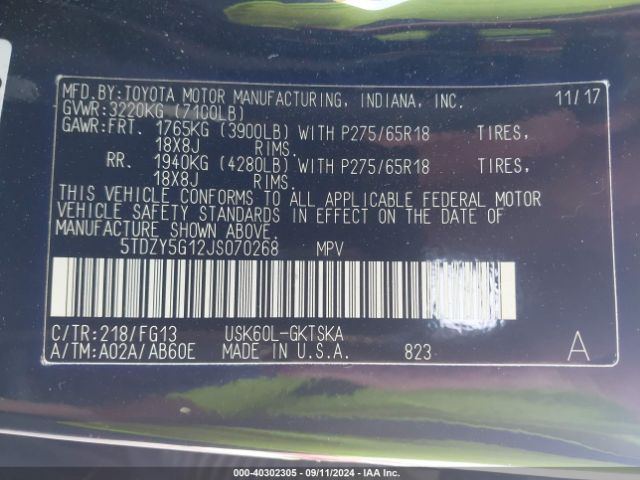 MFD.BY:TOYOTA MOTOR MANUFACTURING, INDIANA, INC. 11/17
GVWR:3220KG (7100LB)
GAWR:FRT. 1765KG (3900LB) WITH P275/65R18 TIRES,
18X8J RIMS.
RR. 1940KG (4280LB) WITH P275/65R18 TIRES,
18X8J RIMS.
THIS VEHICLE CONFORMS TO ALL APPLICABLE FEDERAL MOTOR
VEHICLE SAFETY STANDARDS IN EFFECT ON THE DATE OF
MANUFACTURE SHOWN ABOVE.
5TDZY5G12JS070268 MPV
C/TR:218/FG13 USK60L-GKTSKA
A/TM:A02A/AB60E MADE IN U.S.A. 823 A
000-40302305 - 09/11/2024 - IAA Inc.